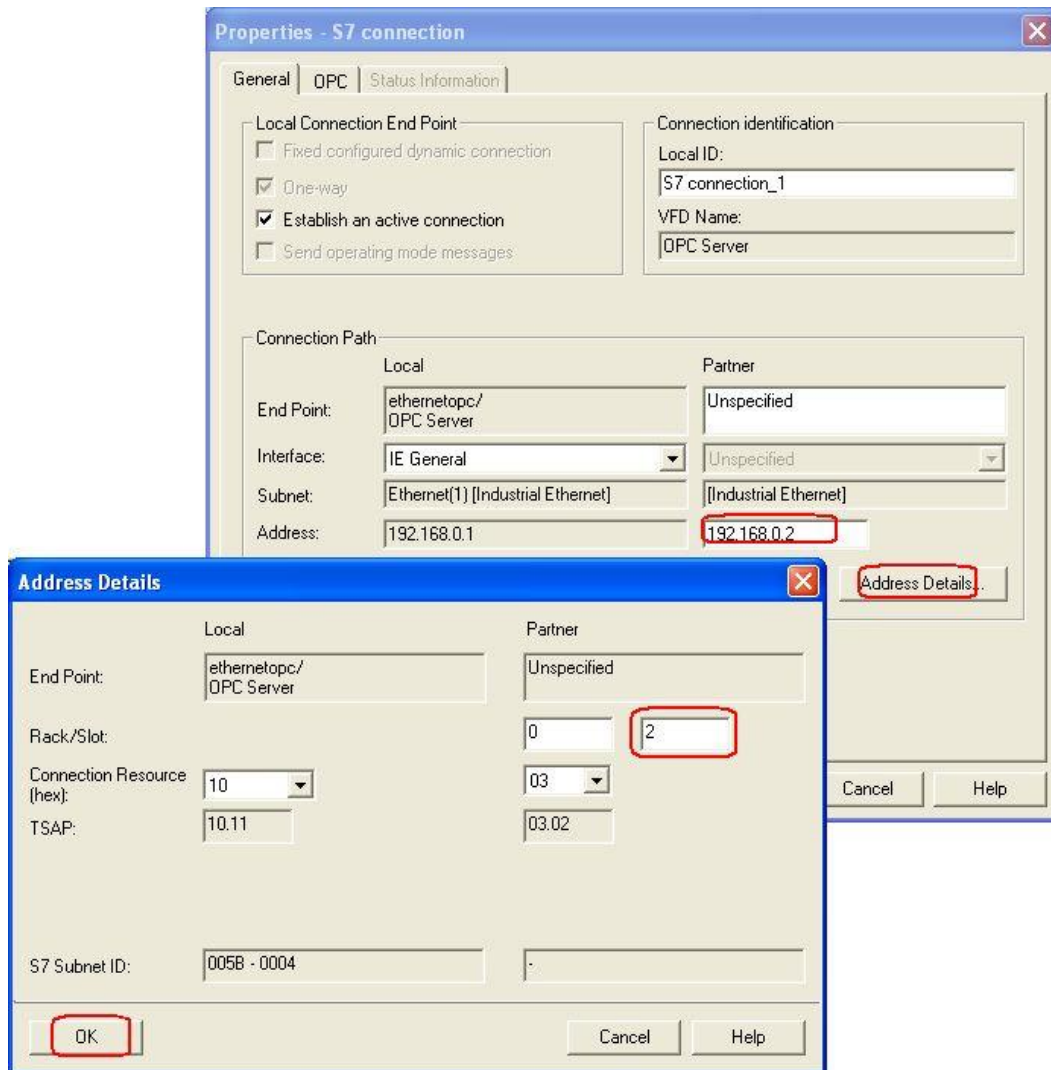 Properties - S7 connection
General OPC Status Information
Local Connection End Point
Fixed configured dynamic connection
One-way
Establish an active connection
Send operating mode messages
Connection identification
Local ID:
S7 connection_1
VFD Name:
OPC Server
Connection Path
Local Partner
End Point: ethernetopc/ Unspecified
OPC Server
Interface: IE General Unspecified
Subnet: Ethernet(1) [Industrial Ethernet] [Industrial Ethernet]
Address: 192.168.0.1 192.168.0.2
Address Details...
Cancel Help
Address Details
Local Partner
End Point: ethernetopc/ Unspecified
OPC Server
Rack/Slot: 0 2
Connection Resource
(hex): 10 03
TSAP: 10.11 03.02
S7 Subnet ID: 005B - 0004 -
OK Cancel Help